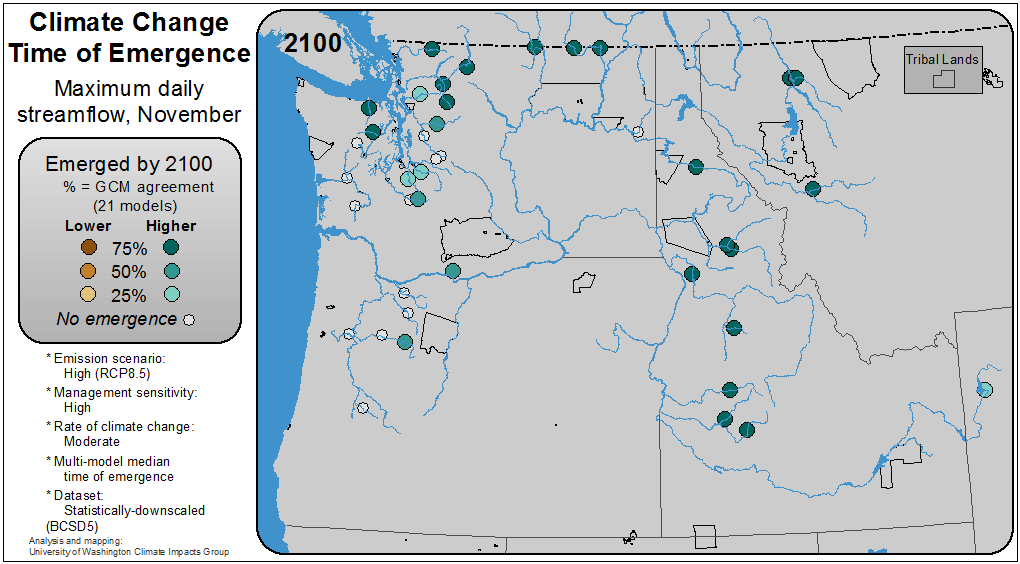 Climate Change
Time of Emergence
Maximum daily
streamflow, November
Emerged by 2100
% = GCM agreement
(21 models)
Lower Higher
75%
50%
25%
No emergence
* Emission scenario:
High (RCP8.5)
* Management sensitivity:
High
* Rate of climate change:
Moderate
* Multi-model median
time of emergence
* Dataset:
Statistically-downscaled
(BCSD5)
Analysis and mapping:
University of Washington Climate Impacts Group
2100
Tribal Lands